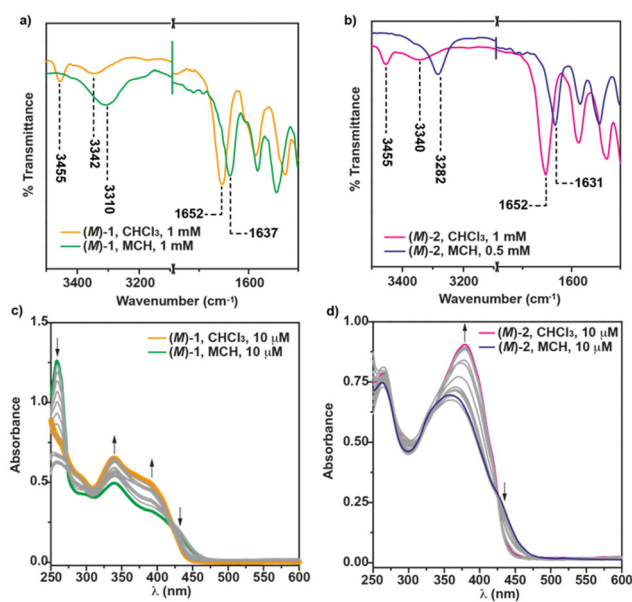 a)
% Transmittance
3455
3342
3310
1652
1637
(M)-1, CHCl₃, 1 mM
(M)-1, MCH, 1 mM
3400
3200
1600
Wavenumber (cm⁻¹)
b)
% Transmittance
3455
3340
3282
1631
1652
(M)-2, CHCl₃, 1 mM
(M)-2, MCH, 0.5 mM
3400
3200
1600
Wavenumber (cm⁻¹)
c)
Absorbance
1.5
1.0
0.5
0.0
(M)-1, CHCl₃, 10 µM
(M)-1, MCH, 10 µM
250 300 350 400 450 500 550 600
λ (nm)
d)
Absorbance
1.00
0.75
0.50
0.25
0.00
(M)-2, CHCl₃, 10 µM
(M)-2, MCH, 10 µM
250 300 350 400 450 500 550 600
λ (nm)